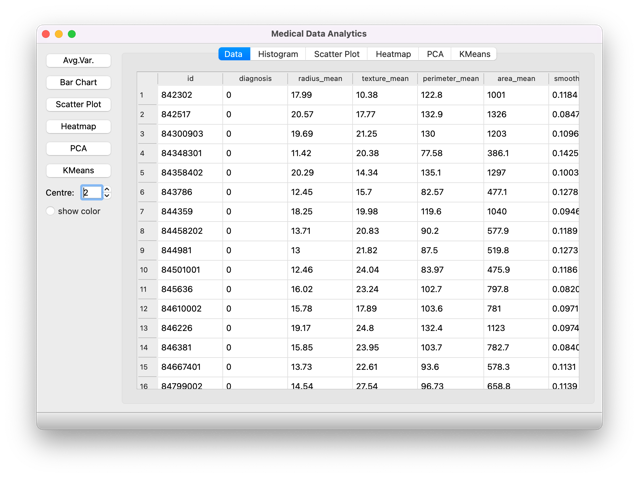 Medical Data Analytics
Avg.Var.
Bar Chart
Scatter Plot
Heatmap
PCA
KMeans
Centre: 2
show color
Data Histogram Scatter Plot Heatmap PCA KMeans
id diagnosis radius_mean texture_mean perimeter_mean area_mean smooth
1 842302 0 17.99 10.38 122.8 1001 0.1184
2 842517 0 20.57 17.77 132.9 1326 0.0847
3 84300903 0 19.69 21.25 130 1203 0.1096
4 84348301 0 11.42 20.38 77.58 386.1 0.1425
5 84358402 0 20.29 14.34 135.1 1297 0.1003
6 843786 0 12.45 15.7 82.57 477.1 0.1278
7 844359 0 18.25 19.98 119.6 1040 0.0946
8 84458202 0 13.71 20.83 90.2 577.9 0.1189
9 844981 0 13 21.82 87.5 519.8 0.1273
10 84501001 0 12.46 24.04 83.97 475.9 0.1186
11 845636 0 16.02 23.24 102.7 797.8 0.0820
12 84610002 0 15.78 17.89 103.6 781 0.0971
13 846226 0 19.17 24.8 132.4 1123 0.0974
14 846381 0 15.85 23.95 103.7 782.7 0.0840
15 84667401 0 13.73 22.61 93.6 578.3 0.1131
16 84799002 0 14.54 27.54 96.73 658.8 0.1139